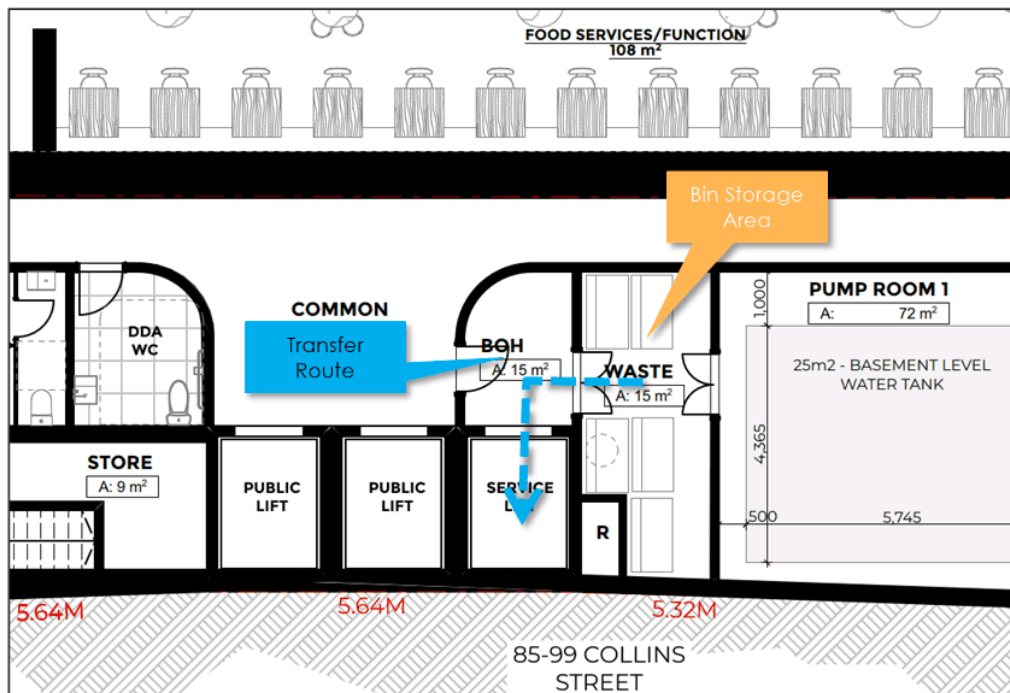 FOOD SERVICES/FUNCTION
108 m²
Bin Storage
Area
COMMON
Transfer
Route
DDA
WC
BOH
A: 15 m²
WASTE
A: 15 m²
PUMP ROOM 1
A: 72 m²
25m2 - BASEMENT LEVEL
WATER TANK
1,000
4,365
500
5,745
STORE
A: 9 m²
PUBLIC
LIFT
PUBLIC
LIFT
SERVICE
R
5.64M
5.64M
5.32M
85-99 COLLINS
STREET